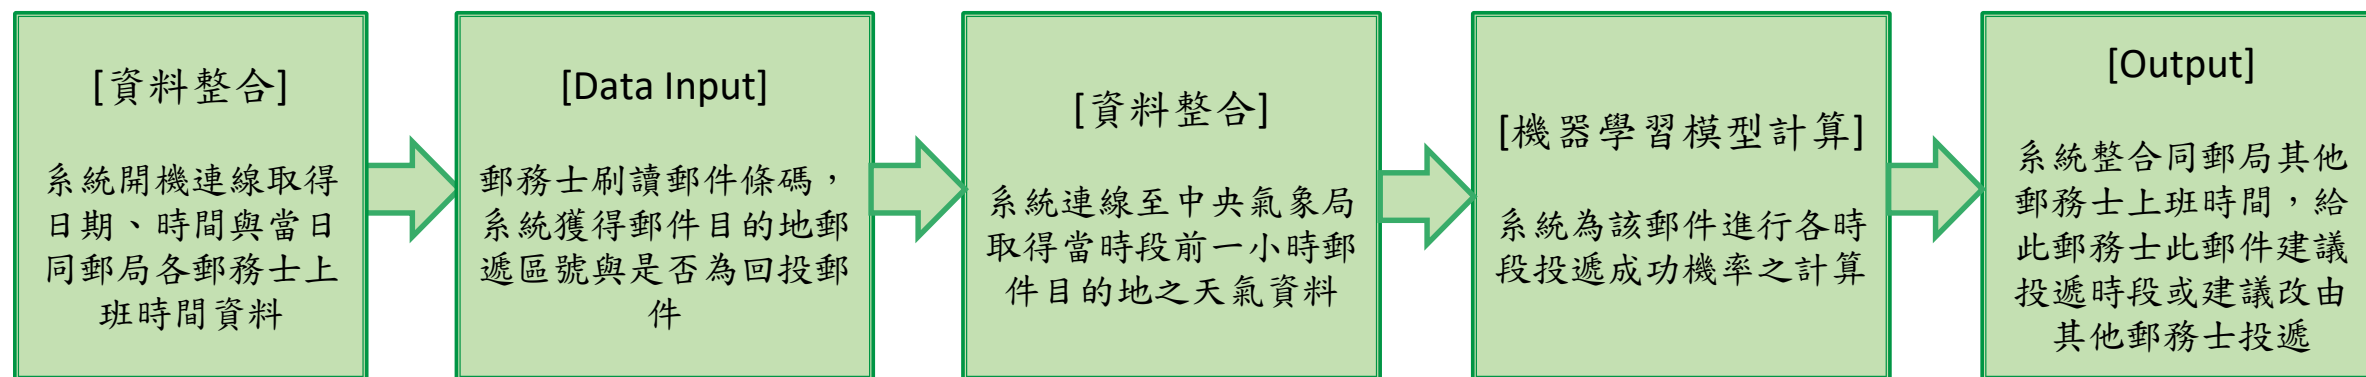 [資料整合]
系統開機連線取得
日期、時間與當日
同郵局各郵務士上
班時間資料
[Data Input]
郵務士刷讀郵件條碼，
系統獲得郵件目的地郵
遞區號與是否為回投郵
件
[資料整合]
系統連線至中央氣象局
取得當時段前一小時郵
件目的地之天氣資料
[機器學習模型計算]
系統為該郵件進行各時
段投遞成功機率之計算
[Output]
系統整合同郵局其他
郵務士上班時間，給
此郵務士此郵件建議
投遞時段或建議改由
其他郵務士投遞